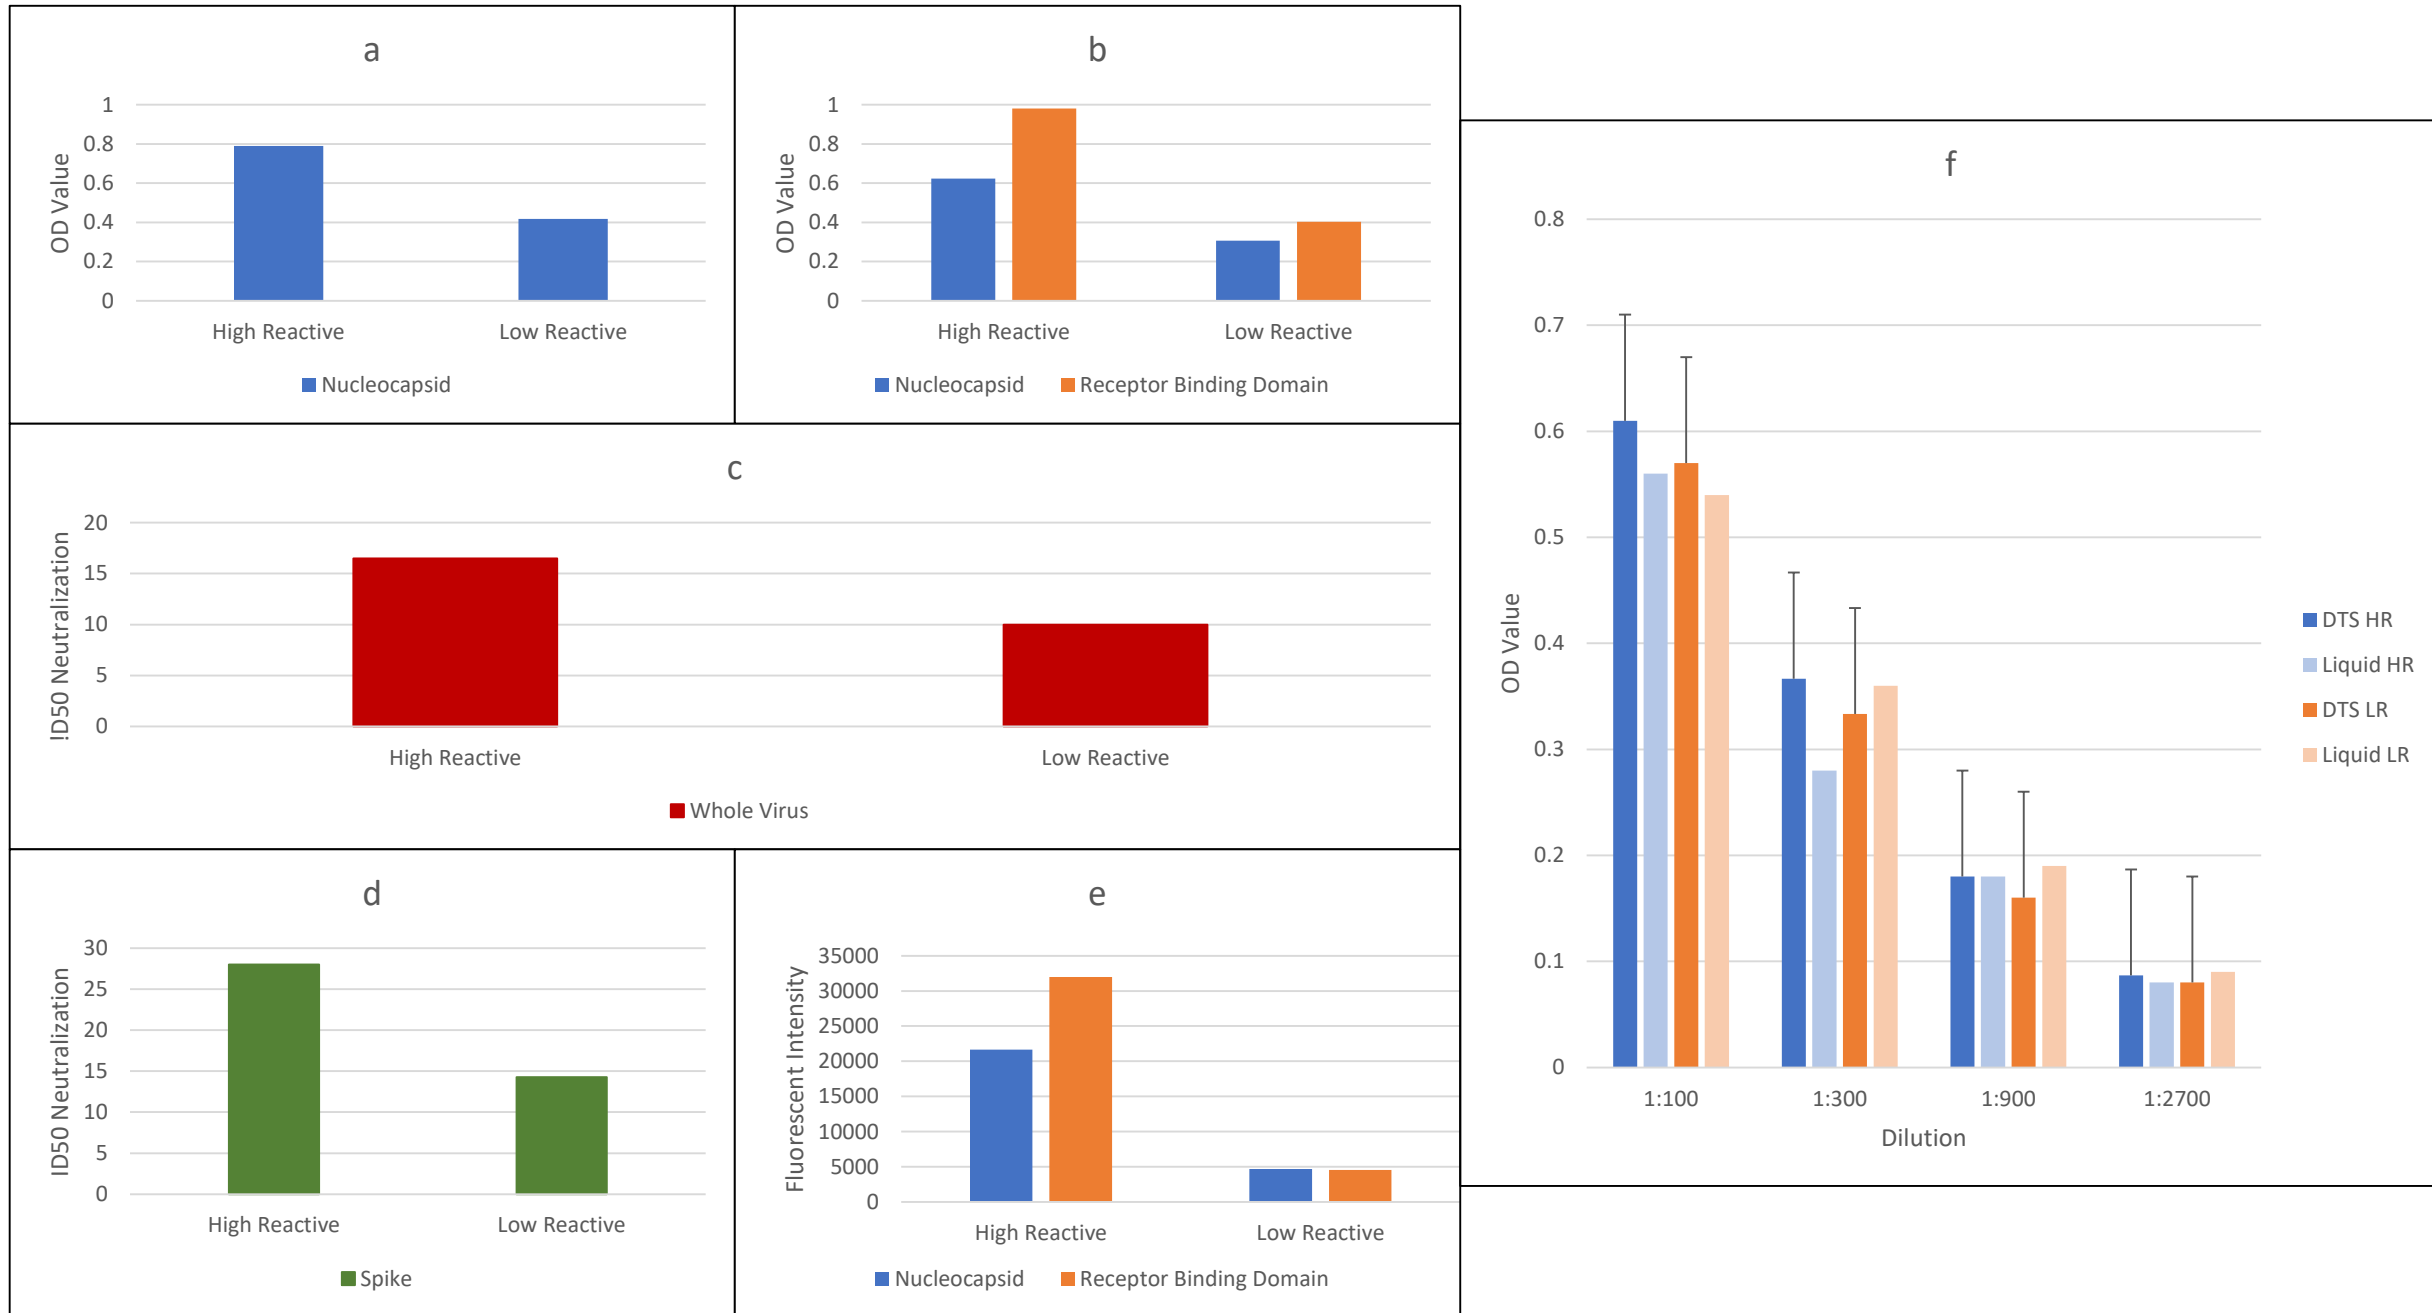 a
OD Value
1
0.8
0.6
0.4
0.2
0
High Reactive Low Reactive
Nucleocapsid
b
OD Value
1
0.8
0.6
0.4
0.2
0
High Reactive Low Reactive
Nucleocapsid Receptor Binding Domain
c
!D50 Neutralization
20
15
10
5
0
High Reactive Low Reactive
Whole Virus
d
ID50 Neutralization
30
25
20
15
10
5
0
High Reactive Low Reactive
Spike
e
Fluorescent Intensity
35000
30000
25000
20000
15000
10000
5000
0
High Reactive Low Reactive
Nucleocapsid Receptor Binding Domain
f
OD Value
0.8
0.7
0.6
0.5
0.4
0.3
0.2
0.1
0
1:100 1:300 1:900 1:2700
Dilution
DTS HR
Liquid HR
DTS LR
Liquid LR